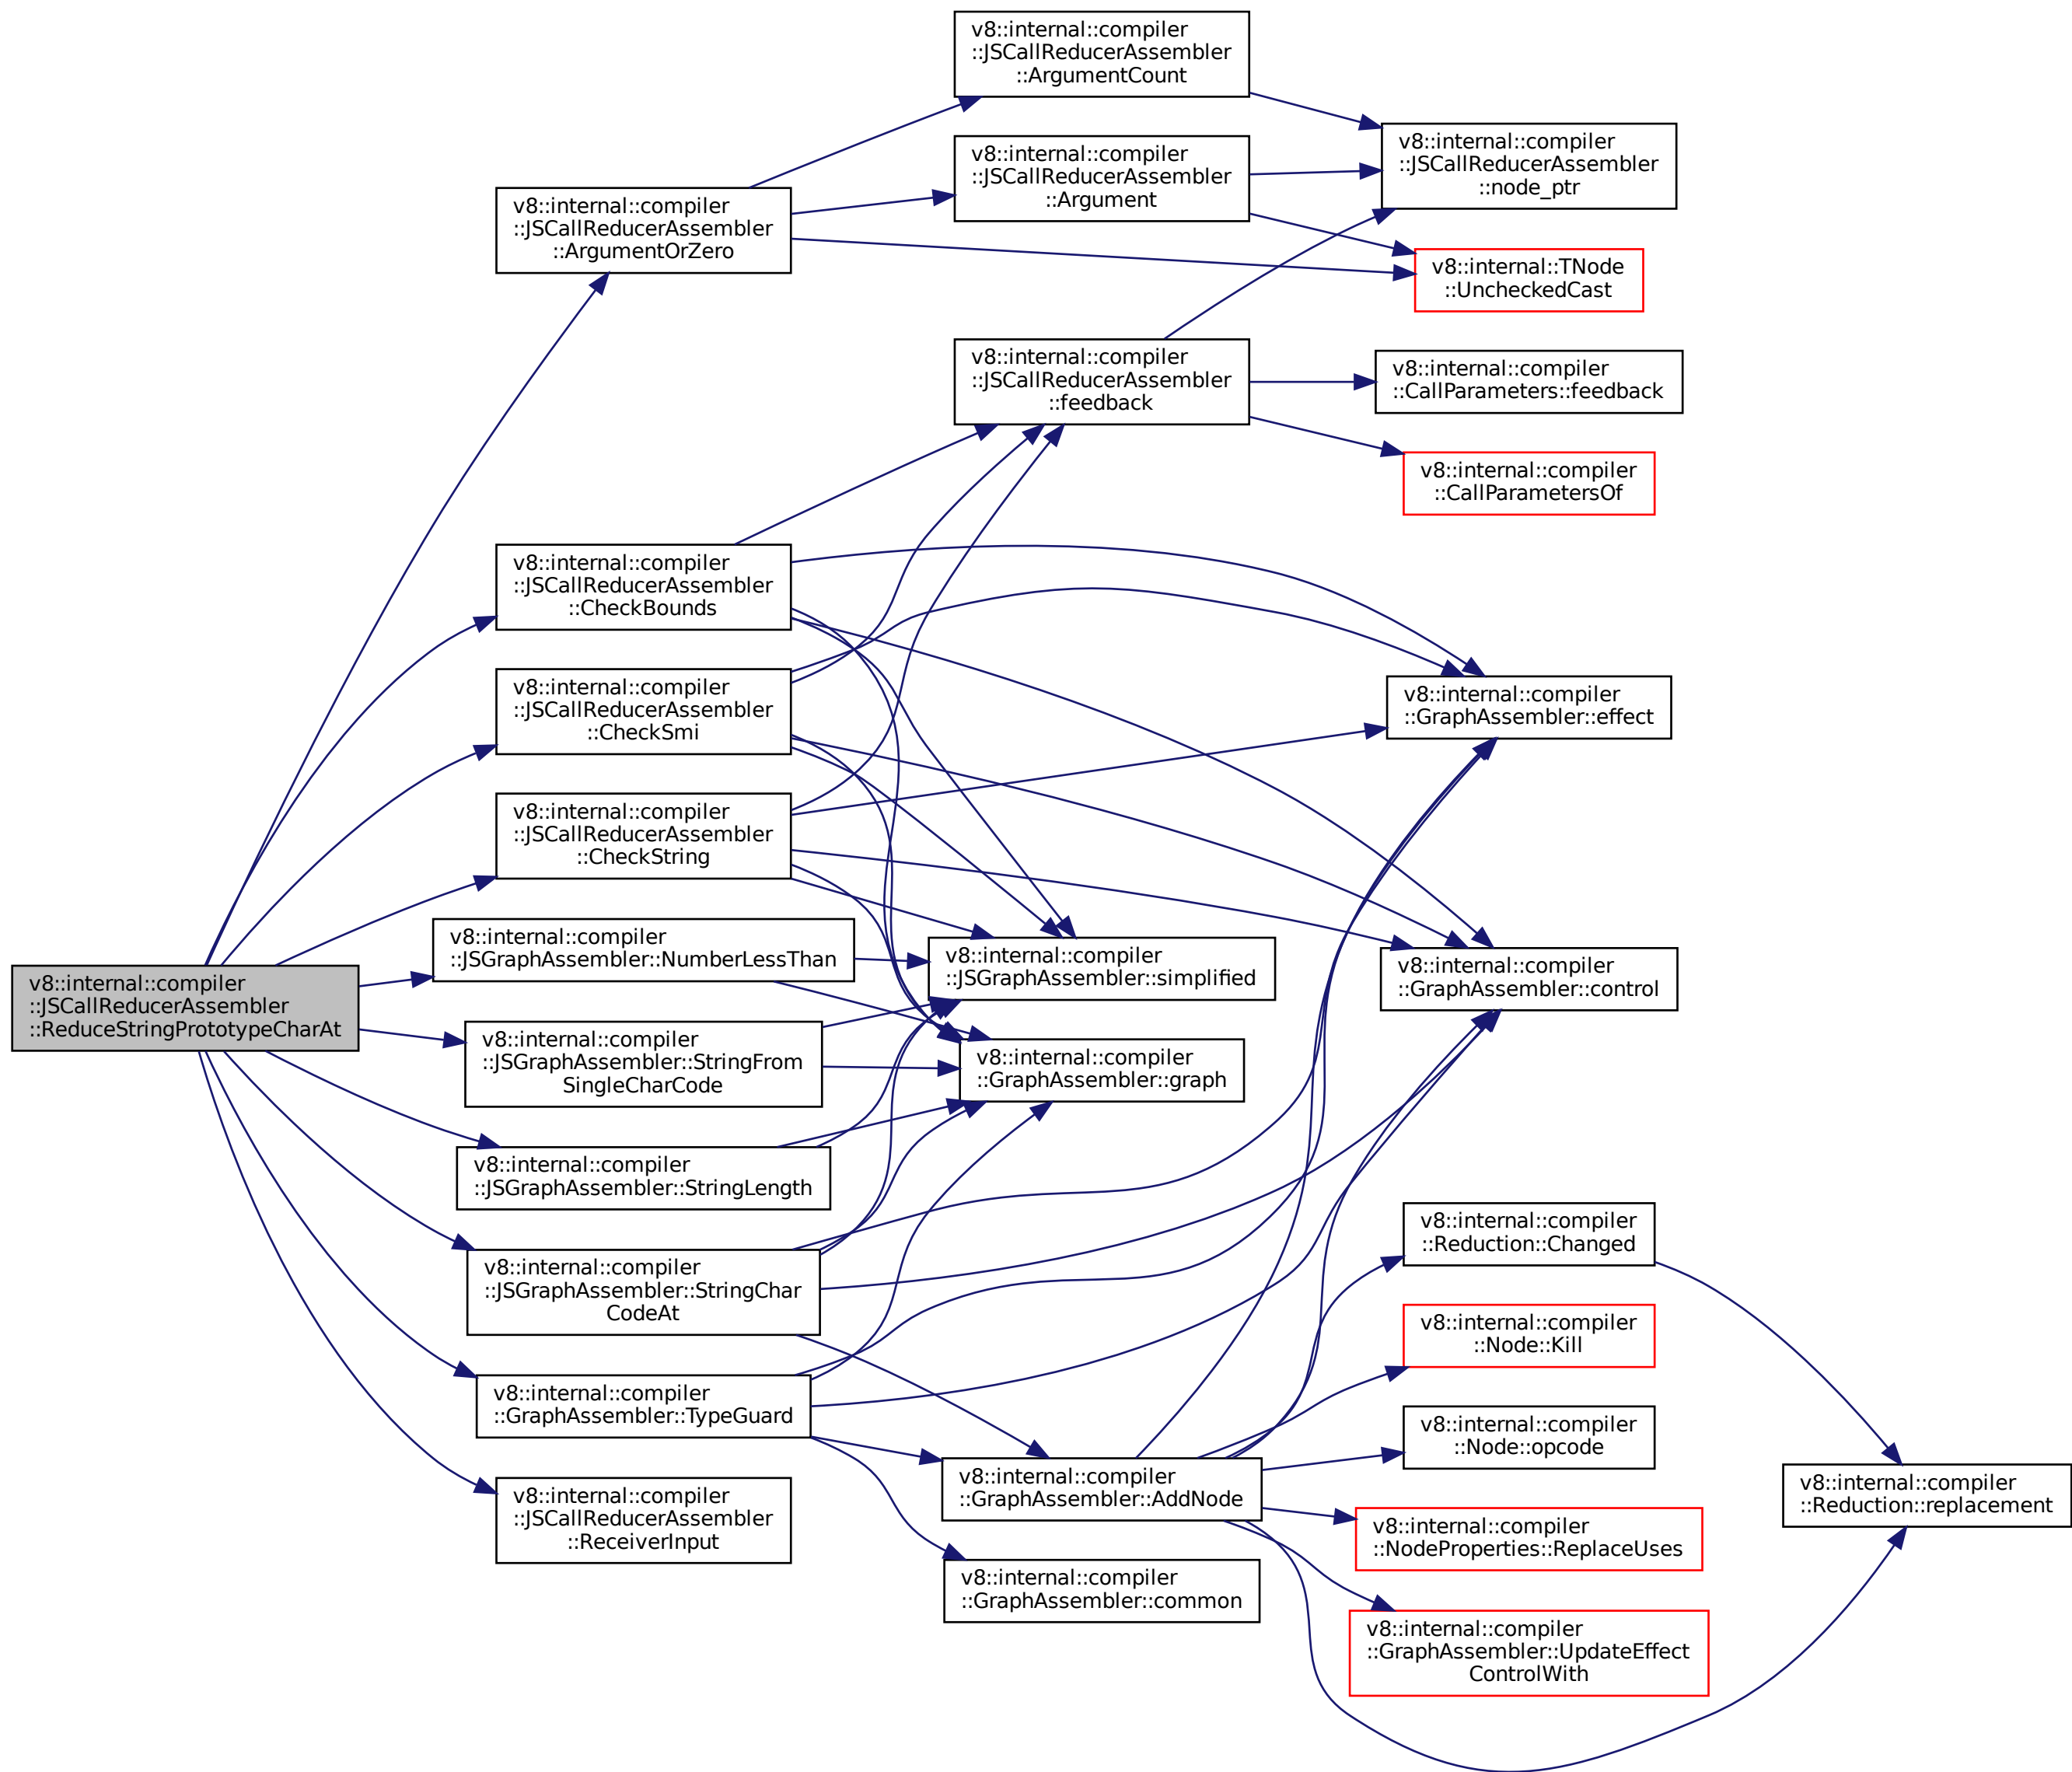 v8::internal::compiler
::JSCallReducerAssembler
::ArgumentCount
v8::internal::compiler
::JSCallReducerAssembler
::node_ptr
v8::internal::compiler
::JSCallReducerAssembler
::Argument
v8::internal::compiler
::JSCallReducerAssembler
::ArgumentOrZero
v8::internal::TNode
::UncheckedCast
v8::internal::compiler
::JSCallReducerAssembler
::feedback
v8::internal::compiler
::CallParameters::feedback
v8::internal::compiler
::CallParametersOf
v8::internal::compiler
::JSCallReducerAssembler
::CheckBounds
v8::internal::compiler
::JSCallReducerAssembler
::CheckSmi
v8::internal::compiler
::GraphAssembler::effect
v8::internal::compiler
::JSCallReducerAssembler
::CheckString
v8::internal::compiler
::JSGraphAssembler::NumberLessThan
v8::internal::compiler
::JSGraphAssembler::simplified
v8::internal::compiler
::GraphAssembler::control
v8::internal::compiler
::JSCallReducerAssembler
::ReduceStringPrototypeCharAt
v8::internal::compiler
::JSGraphAssembler::StringFrom
SingleCharCode
v8::internal::compiler
::GraphAssembler::graph
v8::internal::compiler
::JSGraphAssembler::StringLength
v8::internal::compiler
::Reduction::Changed
v8::internal::compiler
::JSGraphAssembler::StringChar
CodeAt
v8::internal::compiler
::Node::Kill
v8::internal::compiler
::GraphAssembler::TypeGuard
v8::internal::compiler
::Node::opcode
v8::internal::compiler
::GraphAssembler::AddNode
v8::internal::compiler
::Reduction::replacement
v8::internal::compiler
::JSCallReducerAssembler
::ReceiverInput
v8::internal::compiler
::NodeProperties::ReplaceUses
v8::internal::compiler
::GraphAssembler::common
v8::internal::compiler
::GraphAssembler::UpdateEffect
ControlWith